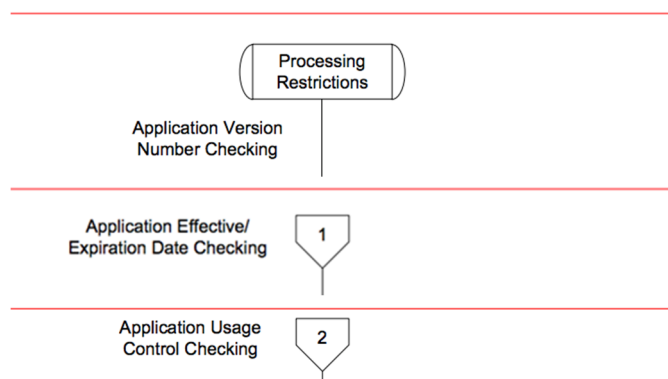 Processing
Restrictions
Application Version
Number Checking
Application Effective/
Expiration Date Checking
1
Application Usage
Control Checking
2